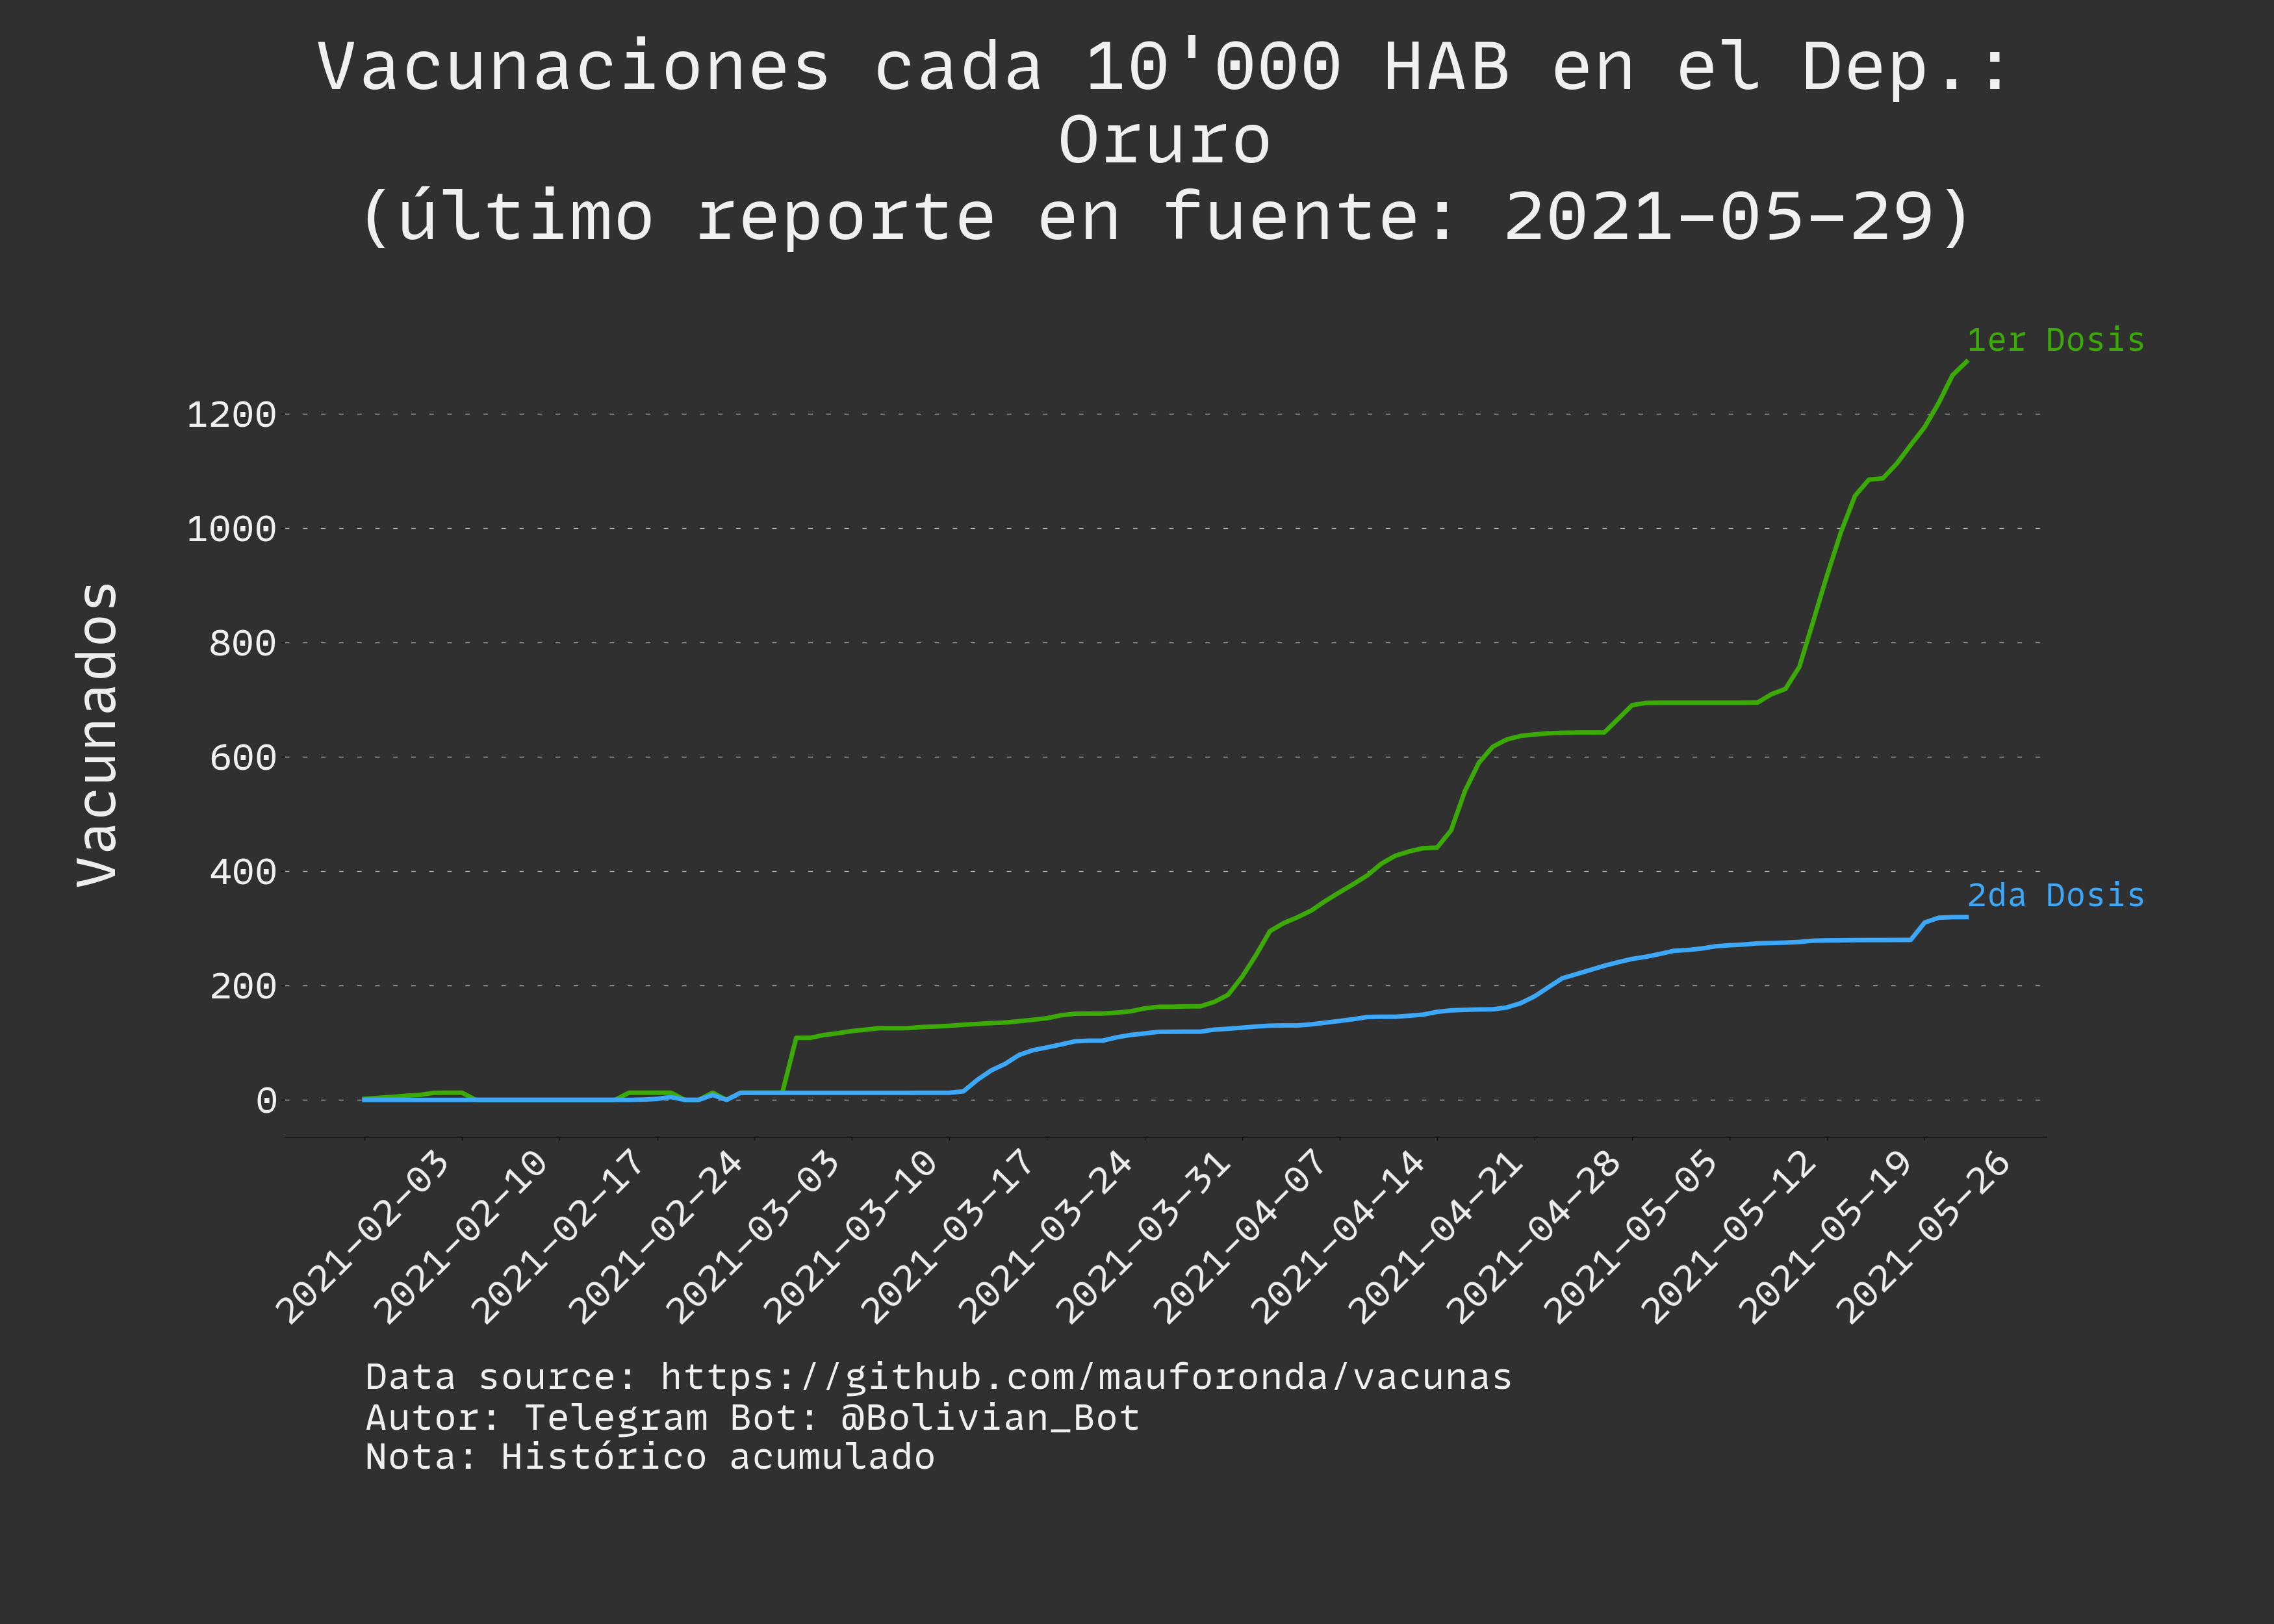 Vacunaciones cada 10'000 HAB en el Dep.:
Oruro
(último reporte en fuente: 2021-05-29)
1er Dosis
1200
1000
800
Vacunados
600
400
2da Dosis
200
0
2021-02-03
2021-02-10
2021-02-17
2021-02-24
2021-03-03
2021-03-10
2021-03-17
2021-03-24
2021-03-31
2021-04-07
2021-04-14
2021-04-21
2021-04-28
2021-05-05
2021-05-12
2021-05-19
2021-05-26
Data source: https://github.com/mauforonda/vacunas
Autor: Telegram Bot: @Bolivian_Bot
Nota: Histórico acumulado